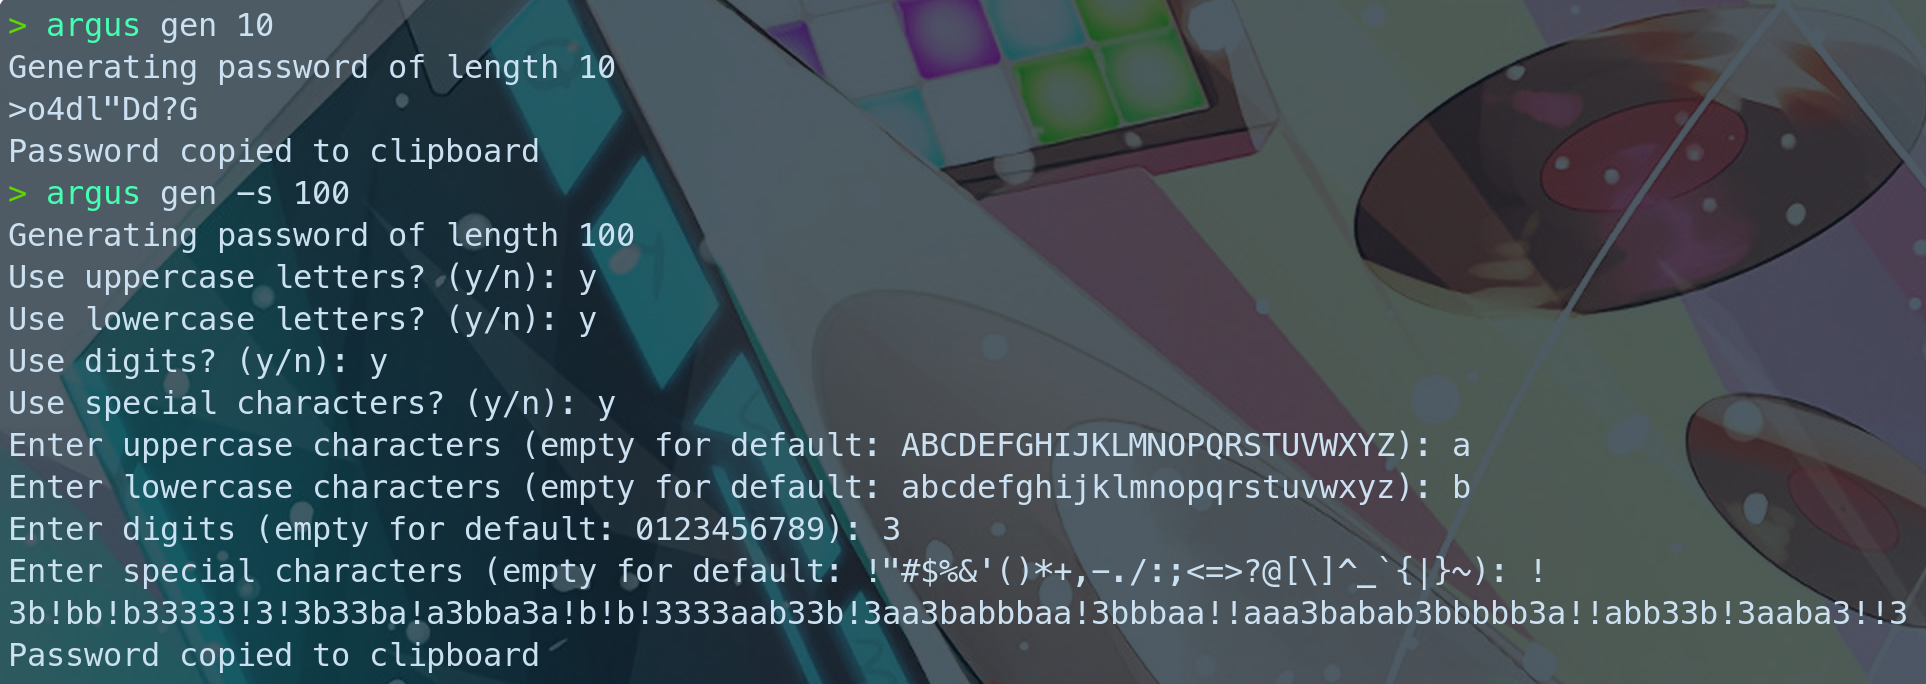 > argus gen 10
Generating password of length 10
>o4dl"Dd?G
Password copied to clipboard
> argus gen -s 100
Generating password of length 100
Use uppercase letters? (y/n): y
Use lowercase letters? (y/n): y
Use digits? (y/n): y
Use special characters? (y/n): y
Enter uppercase characters (empty for default: ABCDEFGHIJKLMNOPQRSTUVWXYZ): a
Enter lowercase characters (empty for default: abcdefghijklmnopqrstuvwxyz): b
Enter digits (empty for default: 0123456789): 3
Enter special characters (empty for default: !"#$%&'()*+,-./:;<=>?@[\]^_`{|}~): !
3b!bb!b33333!3!3b33ba!a3bba3a!b!b!3333aab33b!3aa3babbbaa!3bbbaa!!aaa3babab3bbbbb3a!!abb33b!3aaba3!!3
Password copied to clipboard